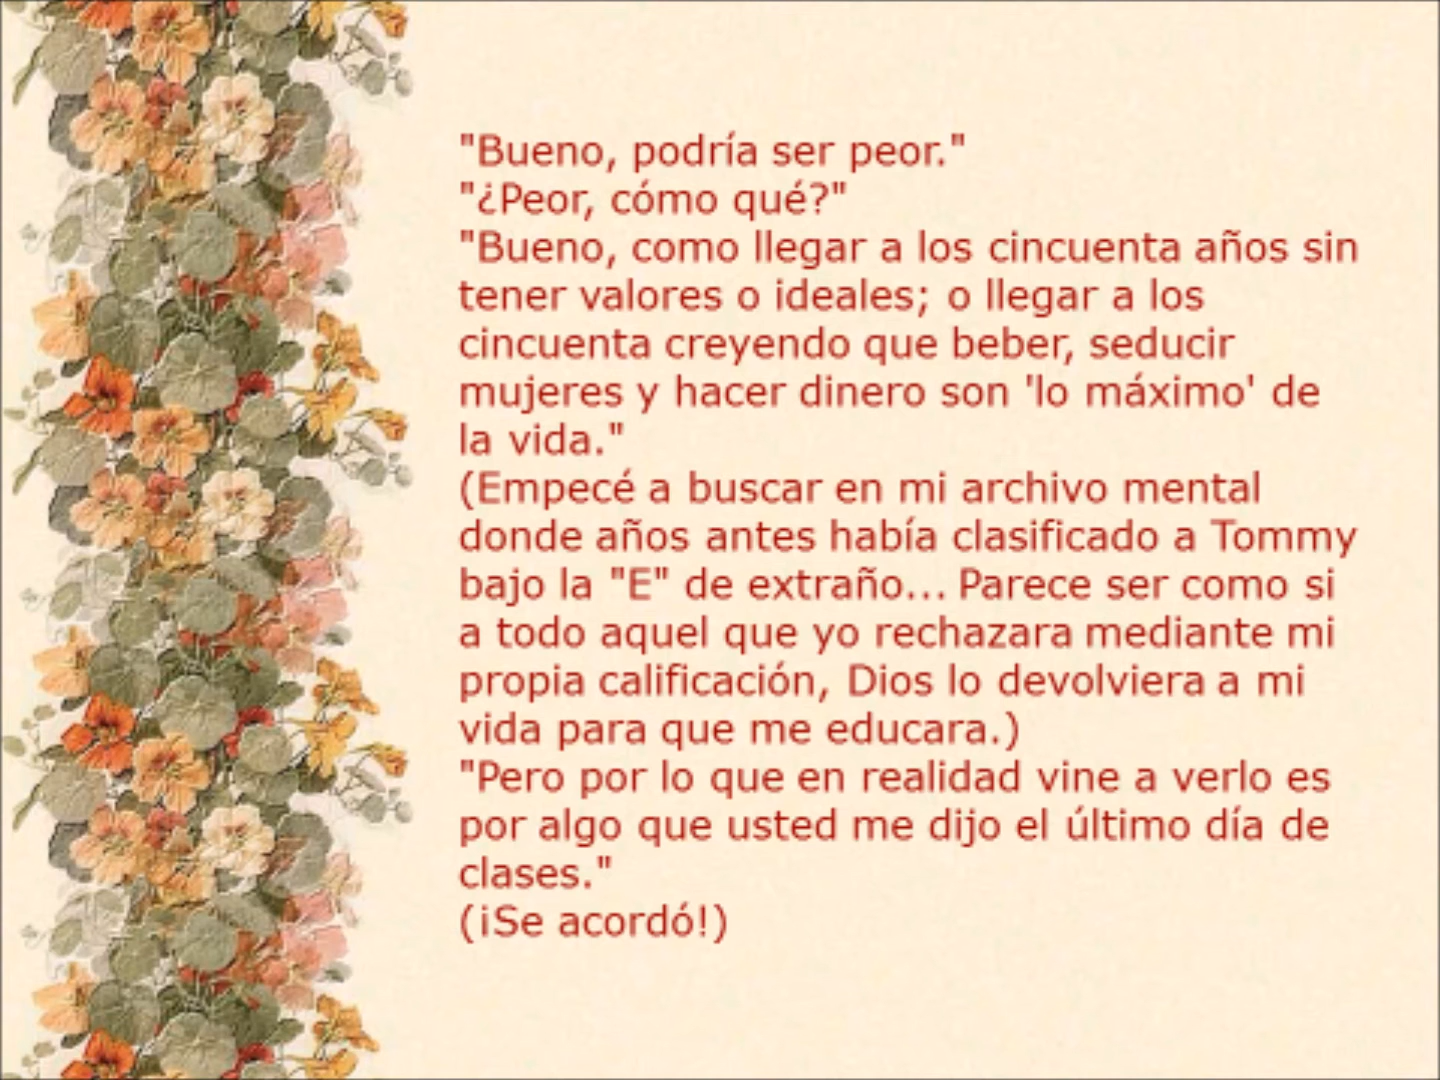 "Bueno, podría ser peor."
"¿Peor, cómo qué?"
"Bueno, como llegar a los cincuenta años sin
tener valores o ideales; o llegar a los
cincuenta creyendo que beber, seducir
mujeres y hacer dinero son 'lo máximo' de
la vida."
(Empecé a buscar en mi archivo mental
donde años antes había clasificado a Tommy
bajo la "E" de extraño... Parece ser como si
a todo aquel que yo rechazara mediante mi
propia calificación, Dios lo devolviera a mi
vida para que me educara.)
"Pero por lo que en realidad vine a verlo es
por algo que usted me dijo el último día de
clases."
(¡Se acordó!)